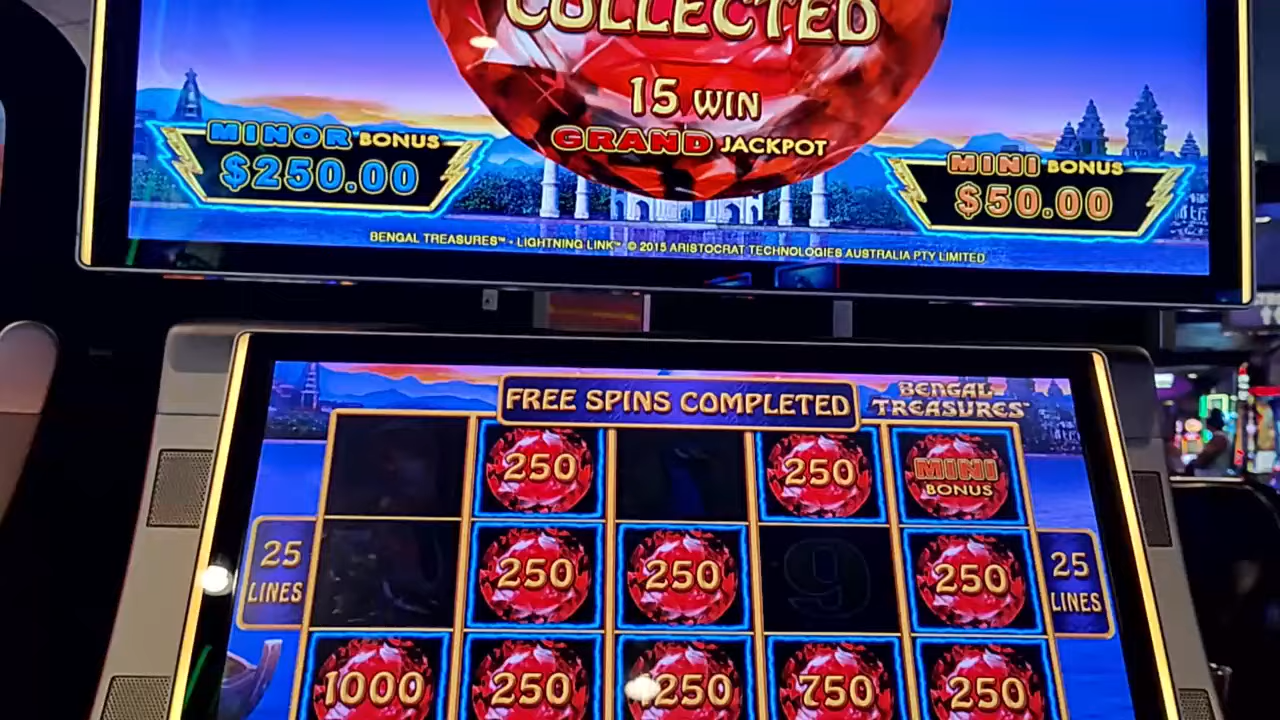 COLLECTED
15 WIN
GRAND JACKPOT
MINOR BONUS
$250.00
MINI BONUS
$50.00
BENGAL TREASURES™ - LIGHTNING LINK™ © 2015 ARISTOCRAT TECHNOLOGIES AUSTRALIA PTY LIMITED
FREE SPINS COMPLETED
BENGAL
TREASURES™
250
250
MINI
BONUS
25
LINES
250
250
9
250
25
LINES
1000
250
250
750
250